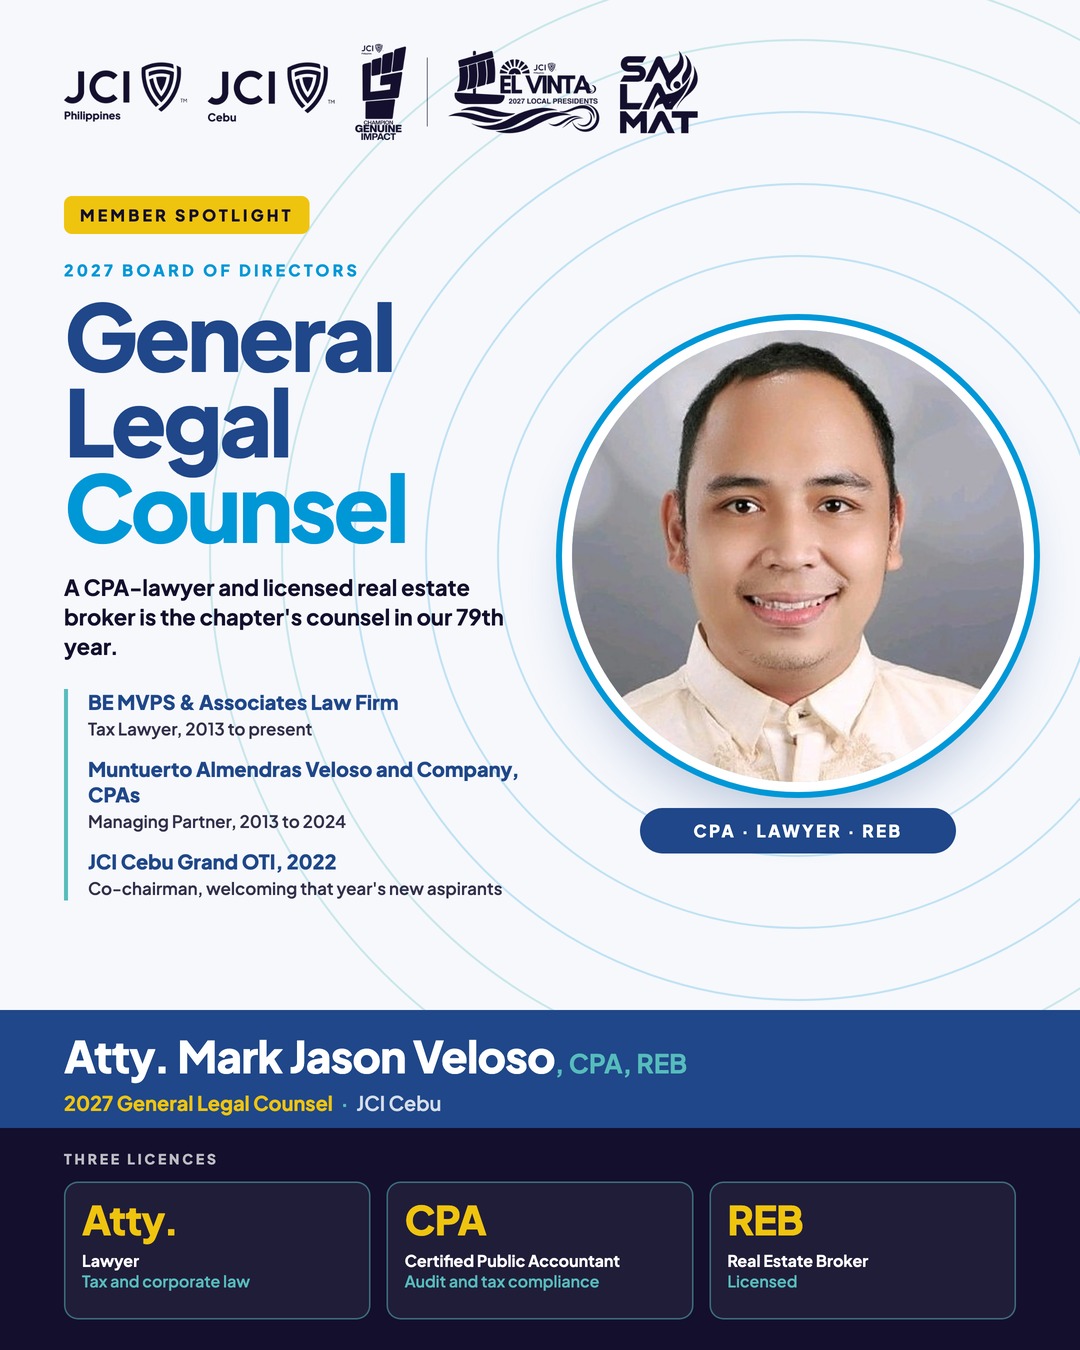 JCI
TM
Philippines
JCI
TM
Cebu
JCI
G
CHAMPION
GENUINE
IMPACT
JCI
EL VINTA
2027 LOCAL PRESIDENTS
SA
LA
MAT
MEMBER SPOTLIGHT
2027 BOARD OF DIRECTORS
General
Legal
Counsel
A CPA-lawyer and licensed real estate
broker is the chapter's counsel in our 79th
year.
BE MVPS & Associates Law Firm
Tax Lawyer, 2013 to present
Muntuerto Almendras Veloso and Company,
CPAs
Managing Partner, 2013 to 2024
JCI Cebu Grand OTI, 2022
Co-chairman, welcoming that year's new aspirants
CPA · LAWYER · REB
Atty. Mark Jason Veloso, CPA, REB
2027 General Legal Counsel · JCI Cebu
THREE LICENCES
Atty.
Lawyer
Tax and corporate law
CPA
Certified Public Accountant
Audit and tax compliance
REB
Real Estate Broker
Licensed